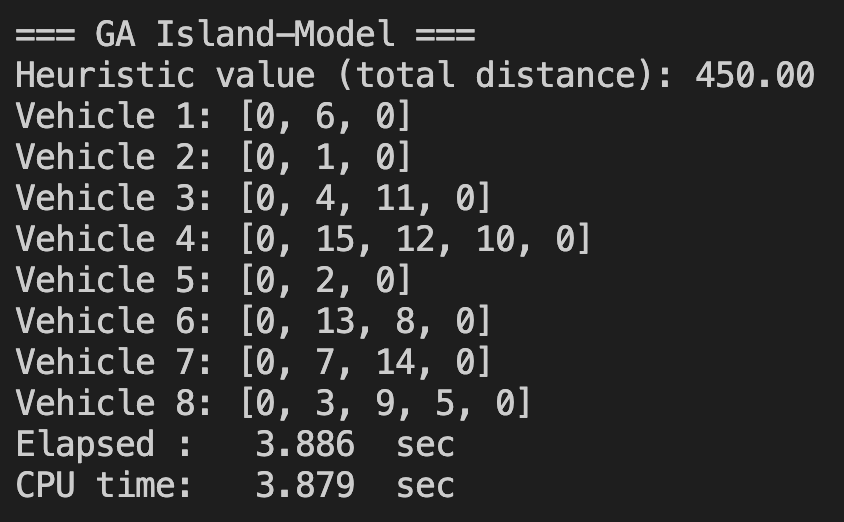 === GA Island–Model ===
Heuristic value (total distance): 450.00
Vehicle 1: [0, 6, 0]
Vehicle 2: [0, 1, 0]
Vehicle 3: [0, 4, 11, 0]
Vehicle 4: [0, 15, 12, 10, 0]
Vehicle 5: [0, 2, 0]
Vehicle 6: [0, 13, 8, 0]
Vehicle 7: [0, 7, 14, 0]
Vehicle 8: [0, 3, 9, 5, 0]
Elapsed :   3.886  sec
CPU time:   3.879  sec